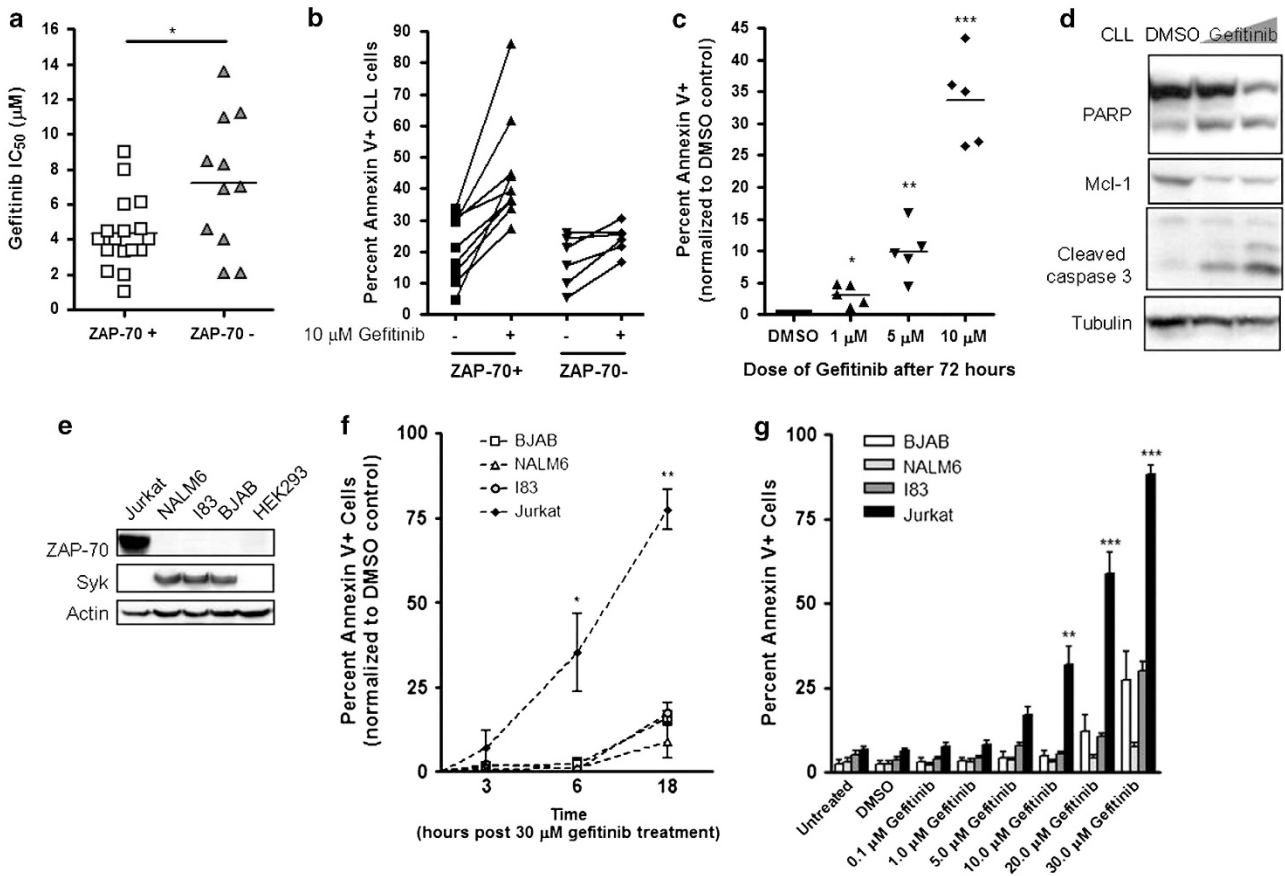 a
Gefitinib IC50 (µM)
16
14
12
10
8
6
4
2
0
*
ZAP-70 +
ZAP-70 -
b
Percent Annexin V+ CLL cells
90
80
70
60
50
40
30
20
10
0
10 µM Gefitinib
-
+
-
+
ZAP-70+
ZAP-70-
c
Percent Annexin V+
(normalized to DMSO control)
45
40
35
30
25
20
15
10
5
0
*
**
***
DMSO
1 µM
5 µM
10 µM
Dose of Gefitinib after 72 hours
d
CLL DMSO Gefitinib
PARP
Mcl-1
Cleaved
caspase 3
Tubulin
e
Jurkat
NALM6
I83
BJAB
HEK293
ZAP-70
Syk
Actin
f
Percent Annexin V+ Cells
(normalized to DMSO control)
100
75
50
25
0
BJAB
NALM6
I83
Jurkat
*
**
3
6
18
Time
(hours post 30 µM gefitinib treatment)
g
Percent Annexin V+ Cells
100
75
50
25
0
BJAB
NALM6
I83
Jurkat
**
***
***
Untreated
DMSO
0.1 µM Gefitinib
1.0 µM Gefitinib
5.0 µM Gefitinib
10.0 µM Gefitinib
20.0 µM Gefitinib
30.0 µM Gefitinib